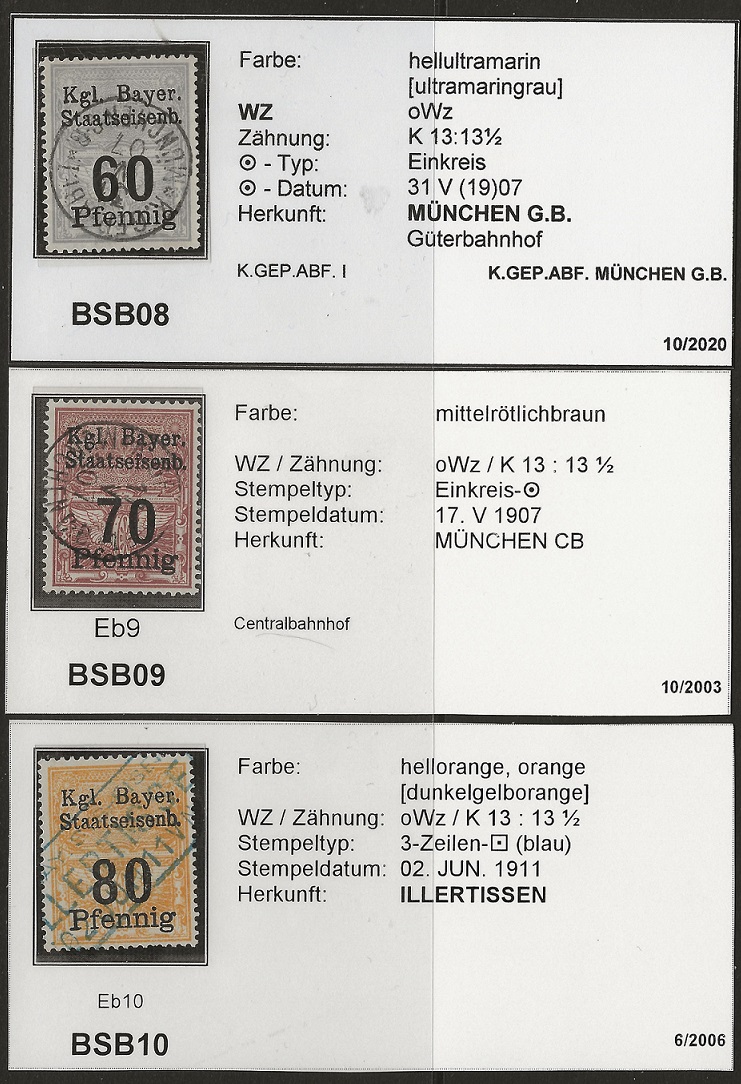 Kgl. Bayer.
Staatseisenb.
60
Pfennig
BSB08
Farbe: hellultramarin
[ultramaringrau]
WZ oWz
Zähnung: K 13:13½
⊙ - Typ: Einkreis
⊙ - Datum: 31 V (19)07
Herkunft: MÜNCHEN G.B.
Güterbahnhof
K.GEP.ABF. I K.GEP.ABF. MÜNCHEN G.B.
10/2020
Kgl. Bayer.
Staatseisenb.
70
Pfennig
Eb9
BSB09
Farbe: mittelrötlichbraun
WZ / Zähnung: oWz / K 13 : 13 ½
Stempeltyp: Einkreis-⊙
Stempeldatum: 17. V 1907
Herkunft: MÜNCHEN CB
Centralbahnhof
10/2003
Kgl. Bayer.
Staatseisenb.
80
Pfennig
Eb10
BSB10
Farbe: hellorange, orange
[dunkelgelborange]
WZ / Zähnung: oWz / K 13 : 13 ½
Stempeltyp: 3-Zeilen-⊡ (blau)
Stempeldatum: 02. JUN. 1911
Herkunft: ILLERTISSEN
6/2006